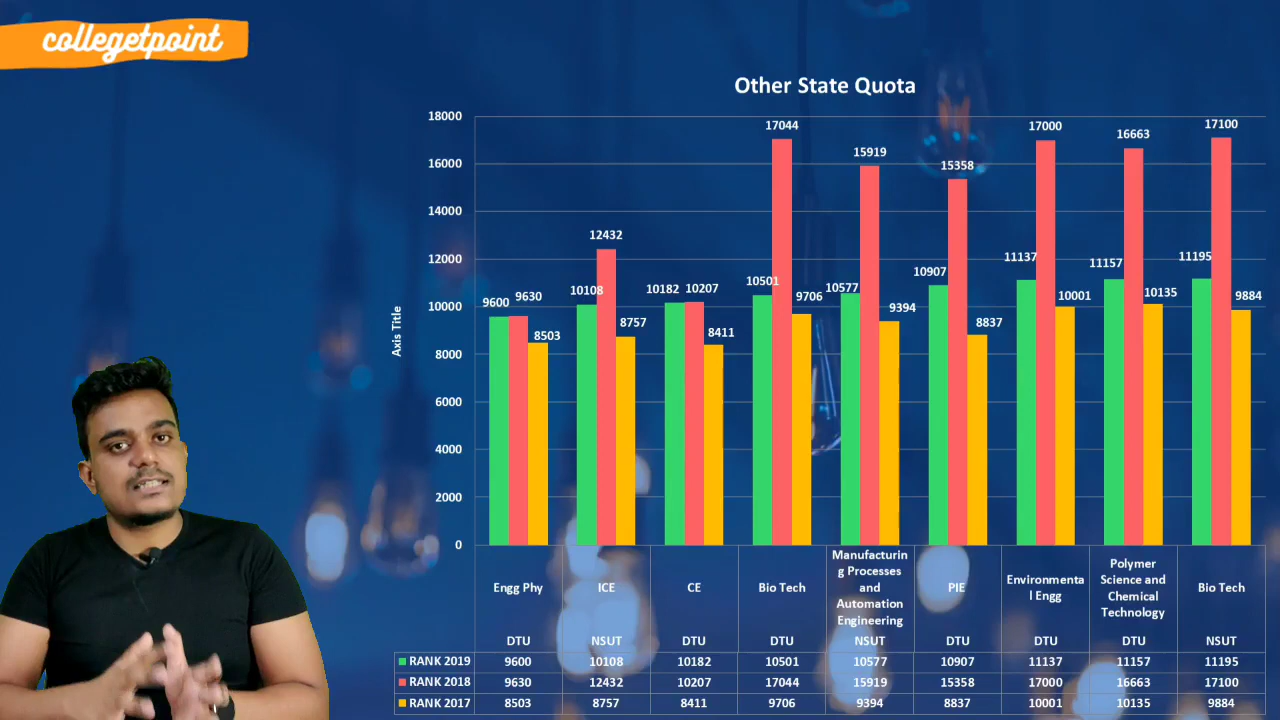 collegetpoint
Other State Quota
18000
16000
14000
12000
10000
8000
6000
4000
2000
0
Axis Title
9600 9630 8503
10108 12432 8757
10182 10207 8411
10501 17044 9706
10577 15919 9394
10907 15358 8837
11137 17000 10001
11157 16663 10135
11195 17100 9884
Engg Phy
ICE
CE
Bio Tech
Manufacturin
g Processes
and
Automation
Engineering
PIE
Environmenta
l Engg
Polymer
Science and
Chemical
Technology
Bio Tech
DTU NSUT DTU DTU NSUT DTU DTU DTU NSUT
RANK 2019 9600 10108 10182 10501 10577 10907 11137 11157 11195
RANK 2018 9630 12432 10207 17044 15919 15358 17000 16663 17100
RANK 2017 8503 8757 8411 9706 9394 8837 10001 10135 9884